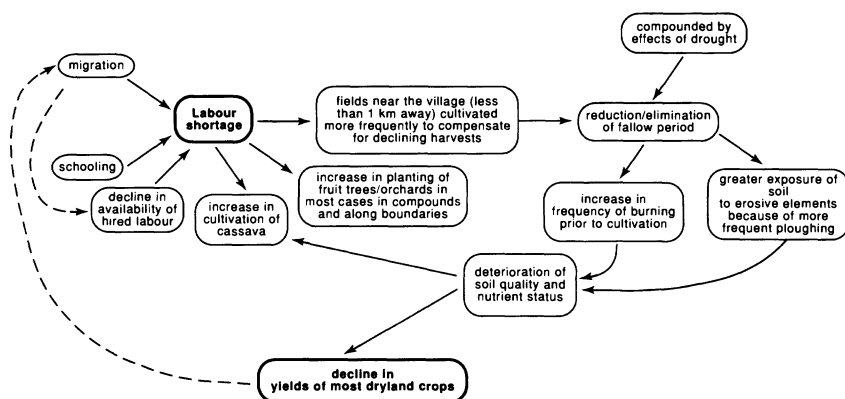 compounded by
effects of drought
migration
Labour
shortage
fields near the village (less
than 1 km away) cultivated
more frequently to compensate
for declining harvests
reduction/elimination
of fallow period
schooling
decline in
availability of
hired labour
increase in
cultivation of
cassava
increase in planting of
fruit trees/orchards in
most cases in compounds
and along boundaries
increase in
frequency of burning
prior to cultivation
greater exposure of
soil
to erosive elements
because of more
frequent ploughing
deterioration of
soil quality and
nutrient status
decline in
yields of most dryland crops